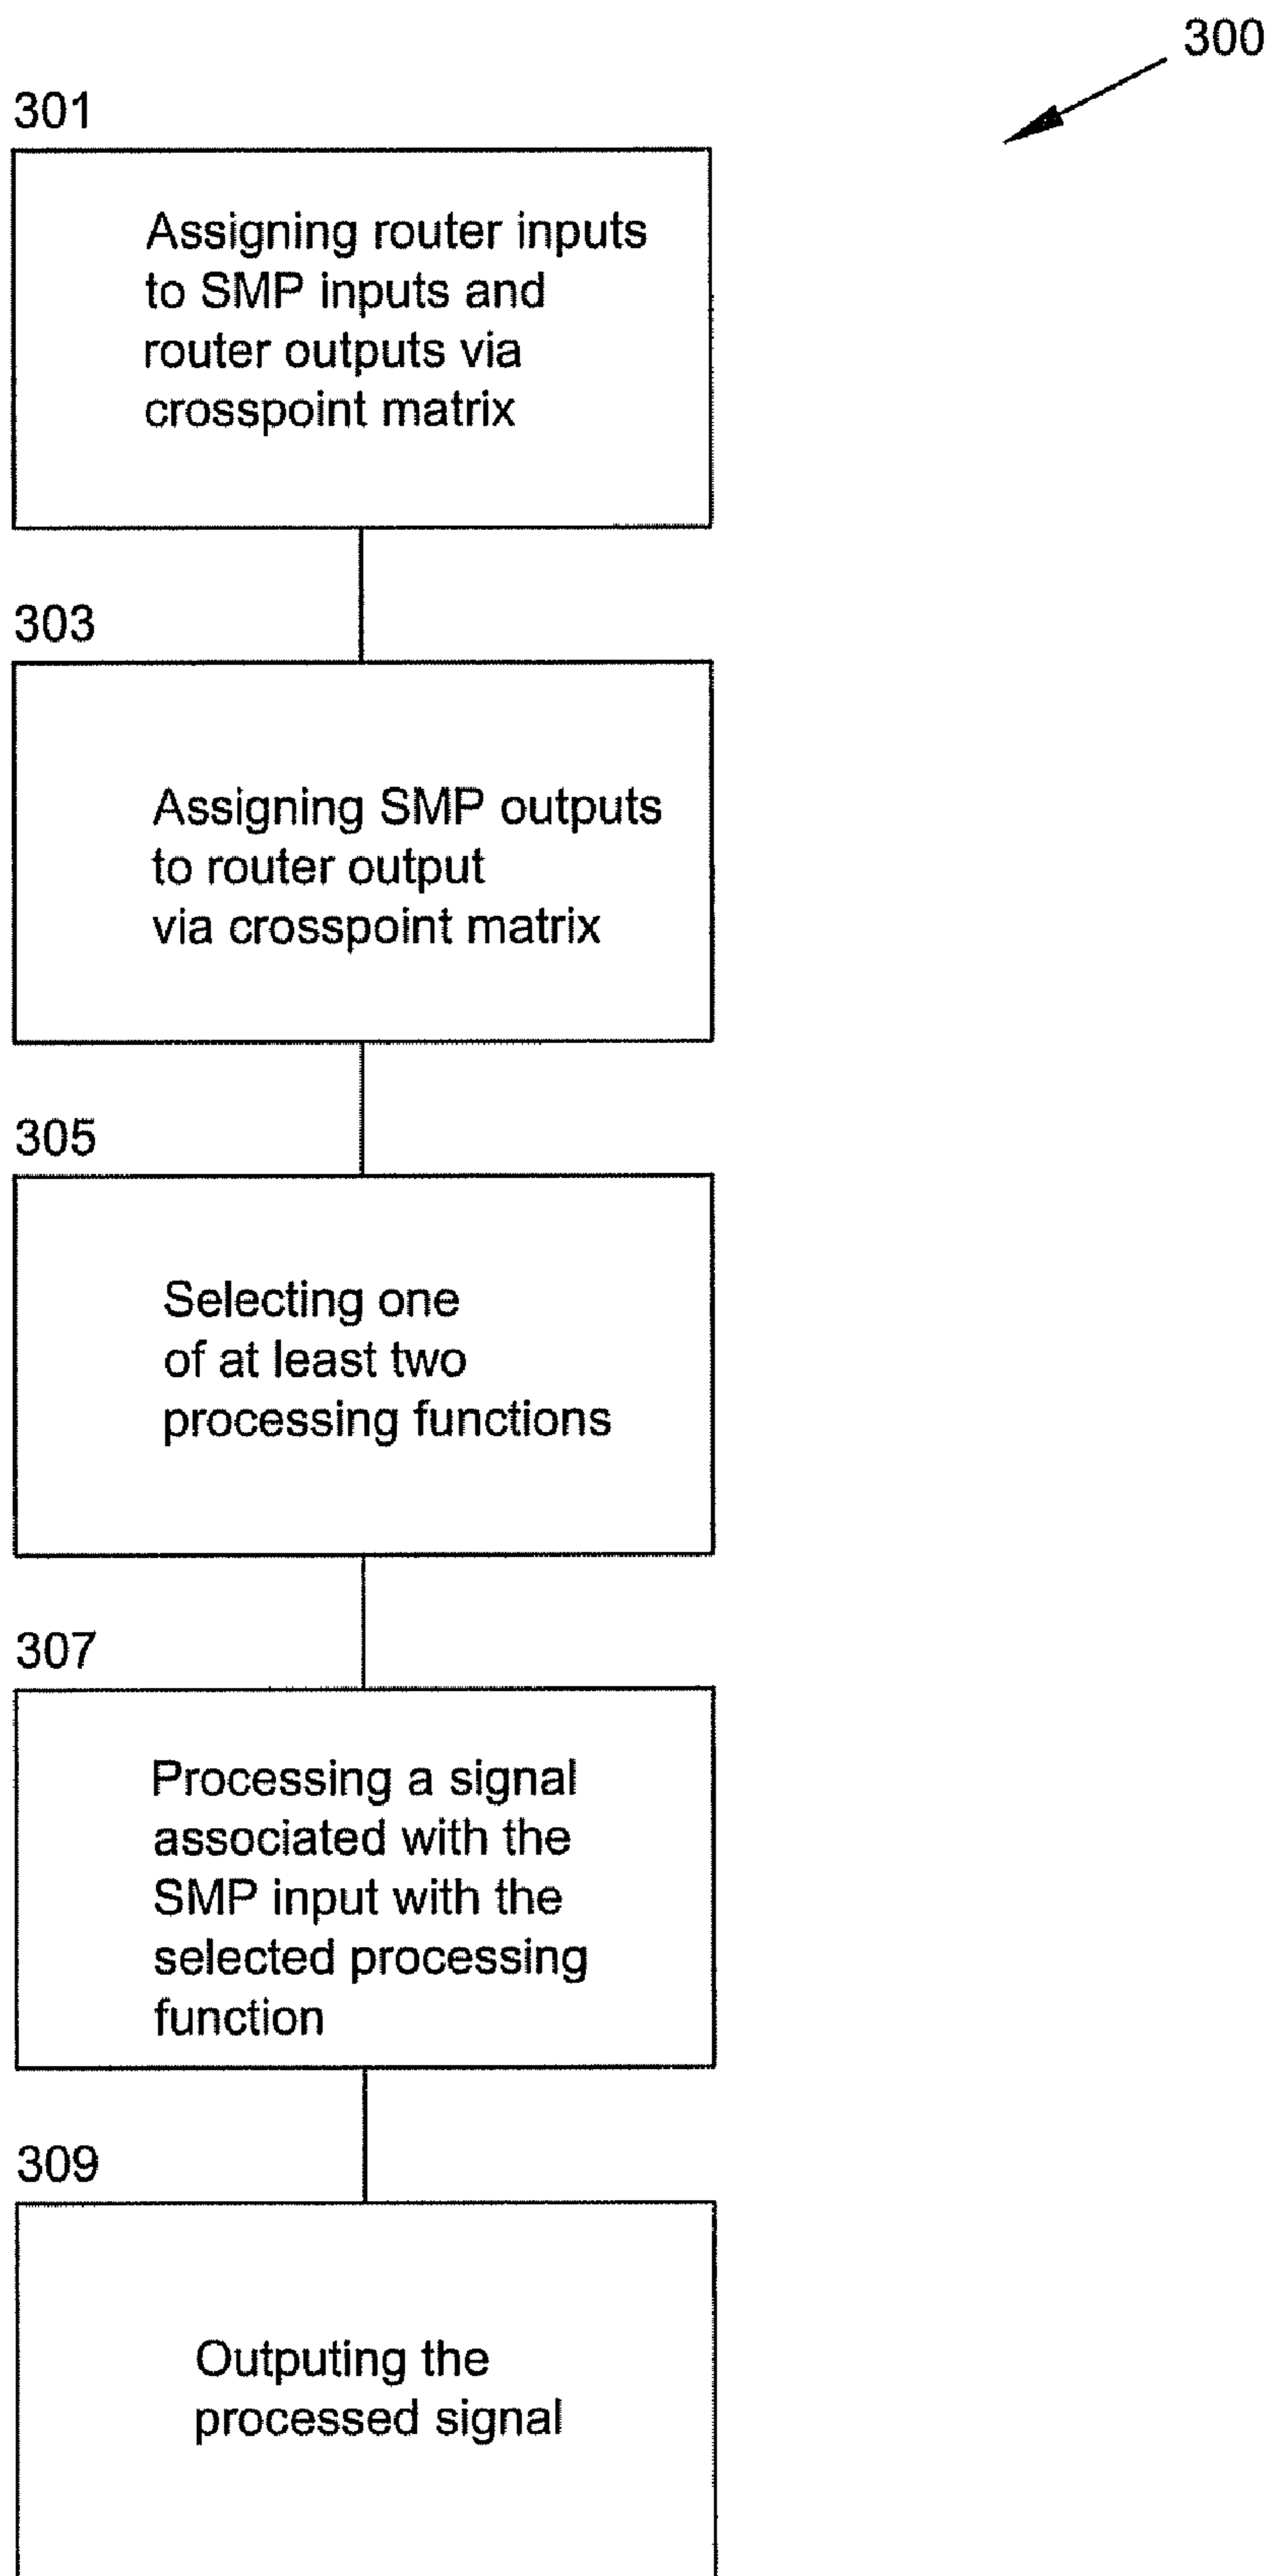 300
301
Assigning router inputs
to SMP inputs and
router outputs via
crosspoint matrix
303
Assigning SMP outputs
to router output
via crosspoint matrix
305
Selecting one
of at least two
processing functions
307
Processing a signal
associated with the
SMP input with the
selected processing
function
309
Outputing the
processed signal